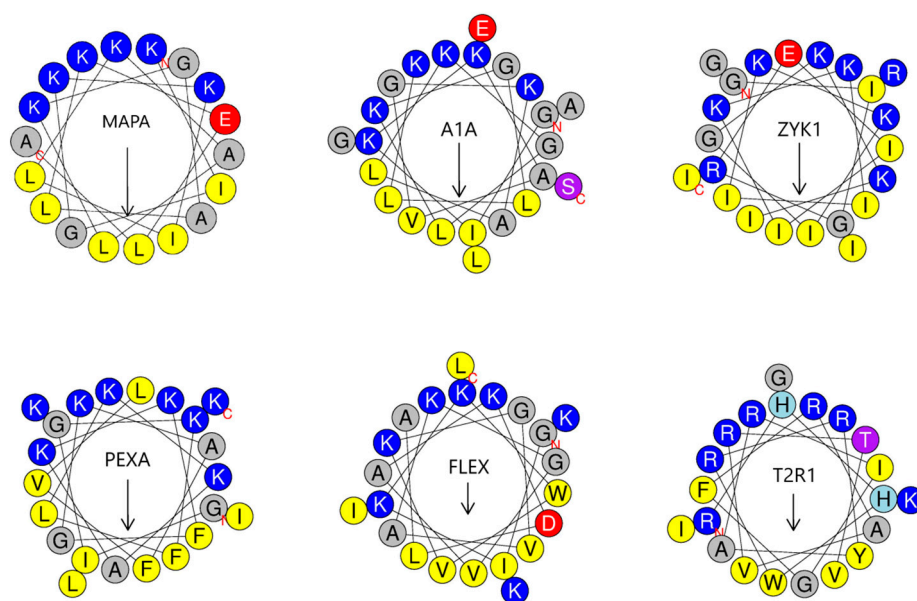 K K K K N G
K K
K E
A MAPA A
C
L I
L A
G L L I
E
K K K G
G K
K G A
N
G K A1A G
L A S
C
L L
V L I A
L
G K E K K R
G N I
K K
G ZYK1 I
I R K
C
I I
I I I G
I
K K K L K K K C
G
K A
V PEXA K
L G N I
G F
I A F F
L
L
C
K K K
A G K
K G N
A G
FLEX W
I K D
A V
L V V I
K
G
R H R R
R T
R I
F T2R1 H K
I R N A
A Y
V W G V